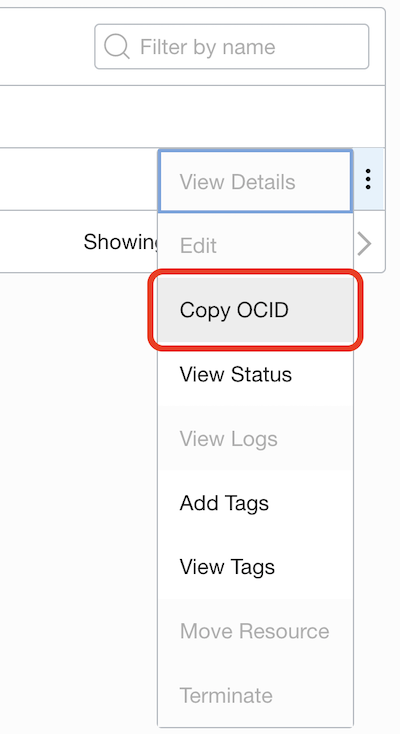 Filter by name
View Details
Showing
Edit
Copy OCID
View Status
View Logs
Add Tags
View Tags
Move Resource
Terminate